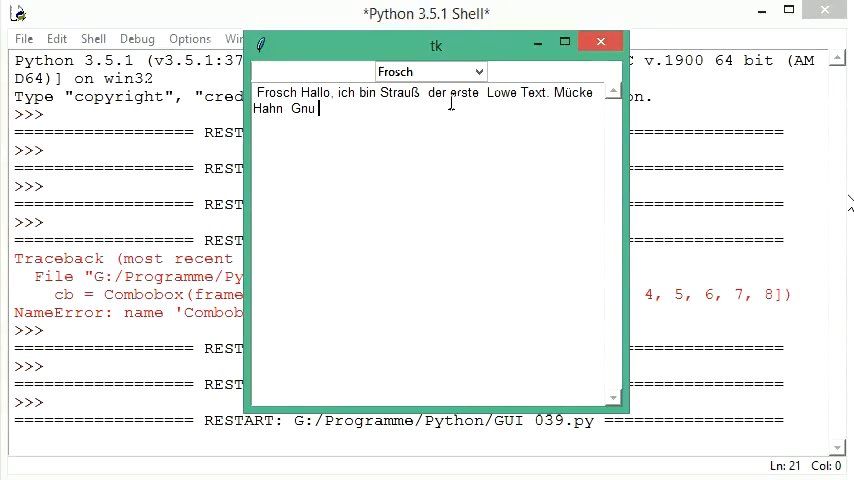 *Python 3.5.1 Shell*
File Edit Shell Debug Options
Python 3.5.1 (v3.5.1:37 C v.1900 64 bit (AM
D64)] on win32
Type "copyright", "cred on.
>>>
================= REST ======
>>>
================= REST ======
>>>
================= REST ======
>>>
================= REST ======
Traceback (most recent
File "G:/Programme/Py
cb = Combobox(frame 4, 5, 6, 7, 8])
NameError: name 'Combob
>>>
================= REST ======
>>>
================= REST ======
>>>
================= RESTART: G:/Programme/Python/GUI 039.py =================
Ln: 21 Col: 0
tk
Frosch
Frosch Hallo, ich bin Strauß der erste Lowe Text. Mücke
Hahn Gnu